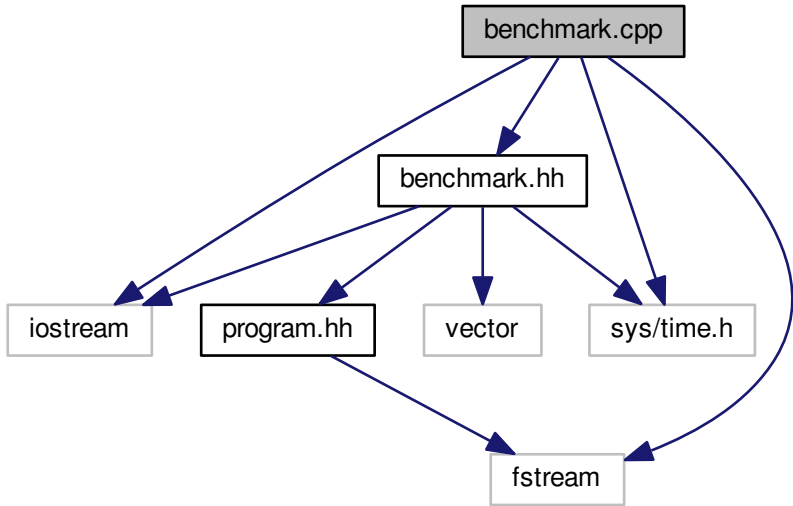 benchmark.cpp
benchmark.hh
iostream
program.hh
vector
sys/time.h
fstream